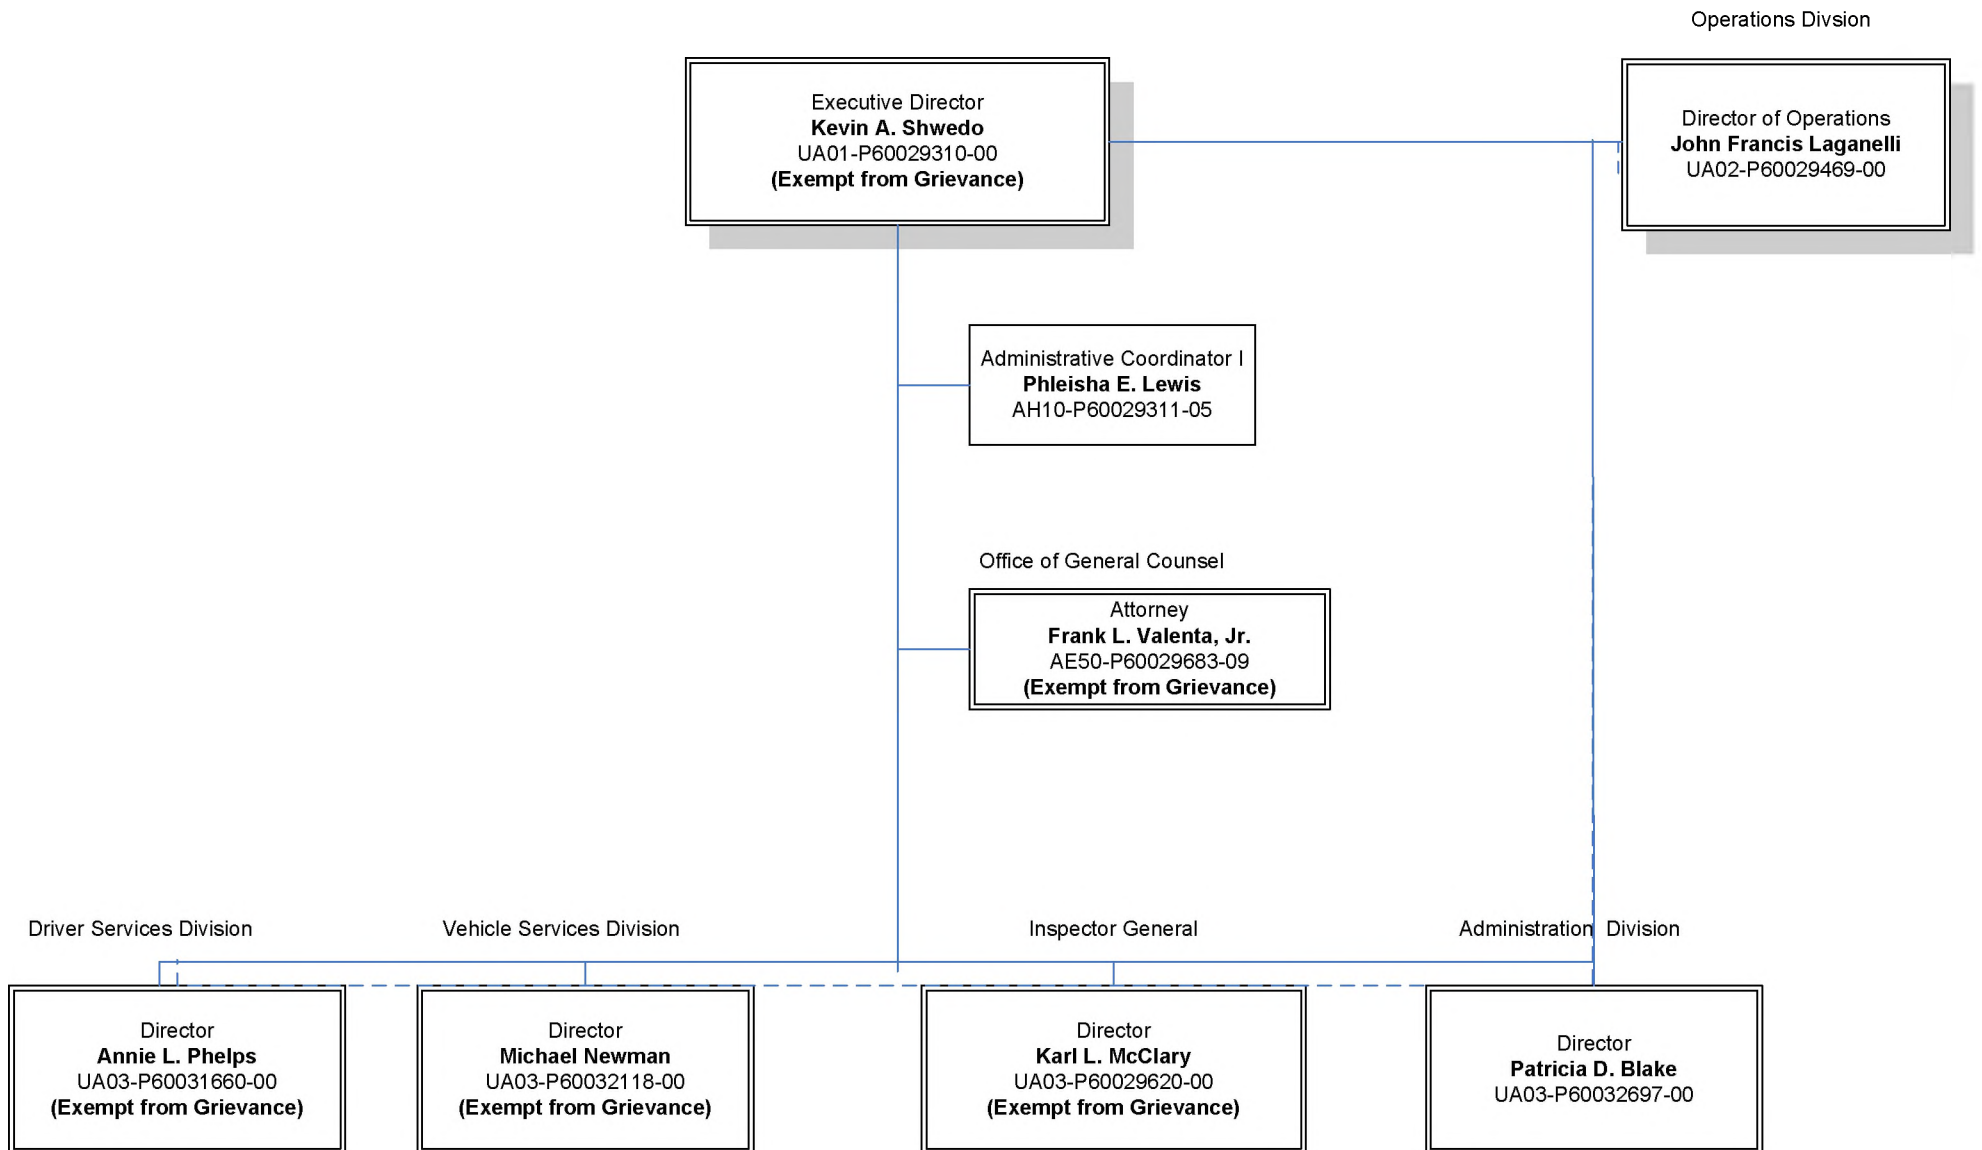 Operations Divsion
Executive Director
Kevin A. Shwedo
UA01-P60029310-00
(Exempt from Grievance)
Director of Operations
John Francis Laganelli
UA02-P60029469-00
Administrative Coordinator I
Phleisha E. Lewis
AH10-P60029311-05
Office of General Counsel
Attorney
Frank L. Valenta, Jr.
AE50-P60029683-09
(Exempt from Grievance)
Driver Services Division
Director
Annie L. Phelps
UA03-P60031660-00
(Exempt from Grievance)
Vehicle Services Division
Director
Michael Newman
UA03-P60032118-00
(Exempt from Grievance)
Inspector General
Director
Karl L. McClary
UA03-P60029620-00
(Exempt from Grievance)
Administration Division
Director
Patricia D. Blake
UA03-P60032697-00